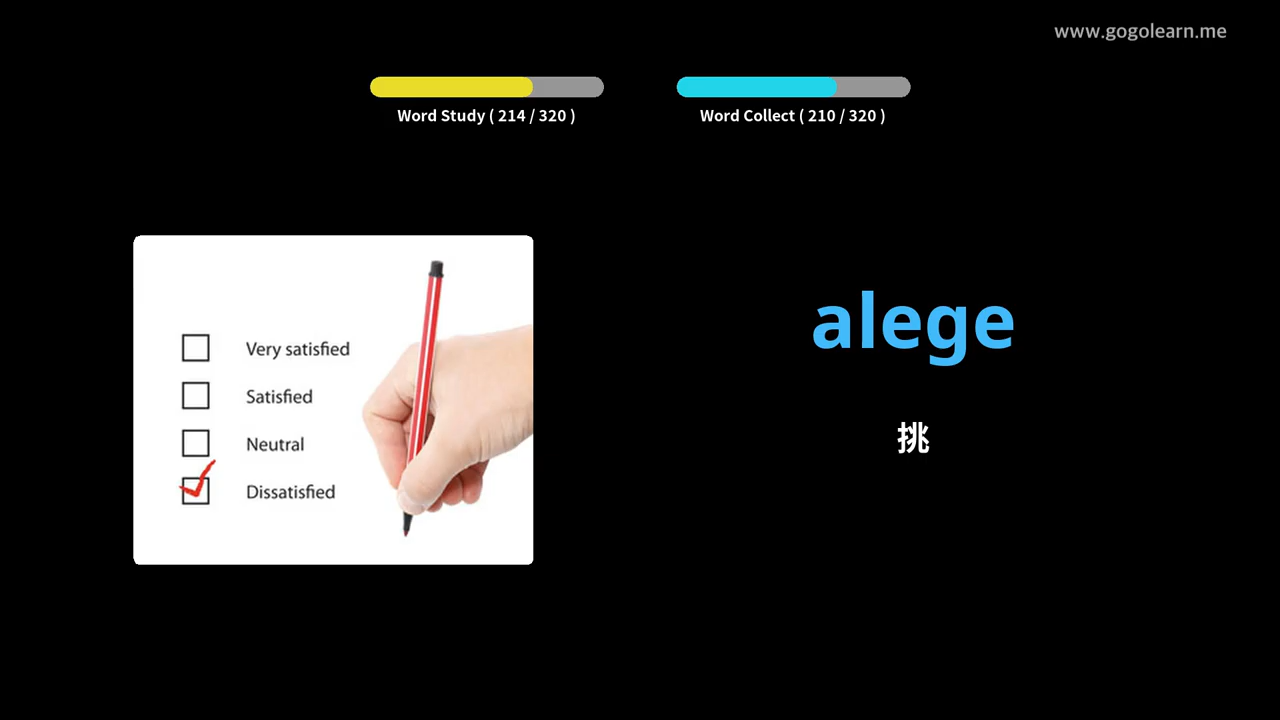 www.gogolearn.me
Word Study ( 214 / 320 )
Word Collect ( 210 / 320 )
Very satisfied
Satisfied
Neutral
Dissatisfied
alege
挑